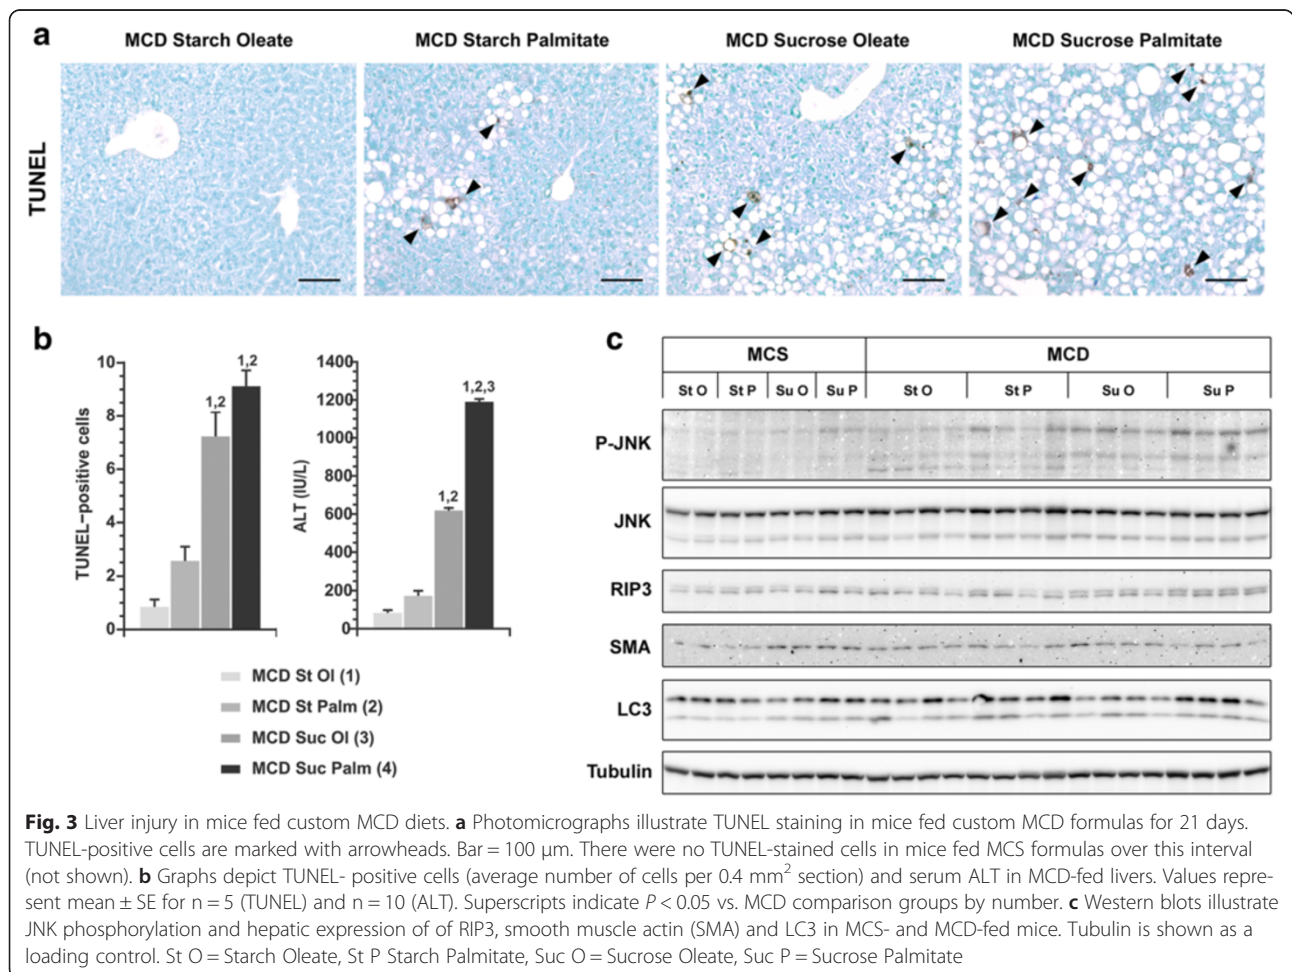 a
MCD Starch Oleate
MCD Starch Palmitate
MCD Sucrose Oleate
MCD Sucrose Palmitate
TUNEL
b
TUNEL–positive cells
10
8
6
4
2
0
1,2
1,2
ALT (IU/L)
1400
1200
1000
800
600
400
200
0
1,2
1,2,3
MCD St Ol (1)
MCD St Palm (2)
MCD Suc Ol (3)
MCD Suc Palm (4)
c
MCS MCD
St O St P Su O Su P St O St P Su O Su P
P-JNK
JNK
RIP3
SMA
LC3
Tubulin
Fig. 3 Liver injury in mice fed custom MCD diets. a Photomicrographs illustrate TUNEL staining in mice fed custom MCD formulas for 21 days.
TUNEL-positive cells are marked with arrowheads. Bar = 100 μm. There were no TUNEL-stained cells in mice fed MCS formulas over this interval
(not shown). b Graphs depict TUNEL- positive cells (average number of cells per 0.4 mm² section) and serum ALT in MCD-fed livers. Values repre-
sent mean ± SE for n = 5 (TUNEL) and n = 10 (ALT). Superscripts indicate P < 0.05 vs. MCD comparison groups by number. c Western blots illustrate
JNK phosphorylation and hepatic expression of of RIP3, smooth muscle actin (SMA) and LC3 in MCS- and MCD-fed mice. Tubulin is shown as a
loading control. St O = Starch Oleate, St P Starch Palmitate, Suc O = Sucrose Oleate, Suc P = Sucrose Palmitate